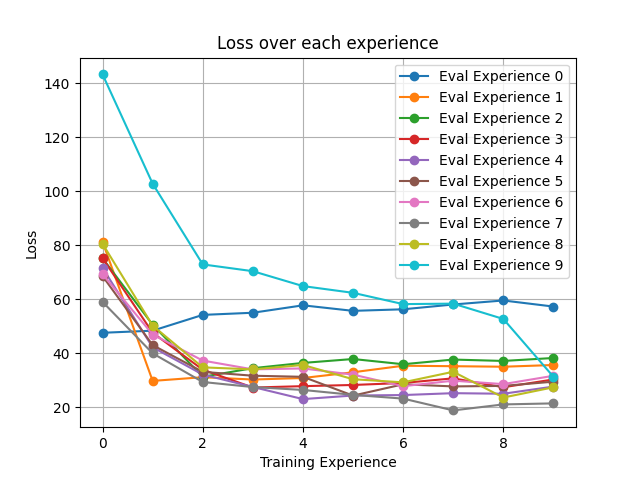 Loss over each experience
Loss
140
120
100
80
60
40
20
Eval Experience 0
Eval Experience 1
Eval Experience 2
Eval Experience 3
Eval Experience 4
Eval Experience 5
Eval Experience 6
Eval Experience 7
Eval Experience 8
Eval Experience 9
0 2 4 6 8
Training Experience